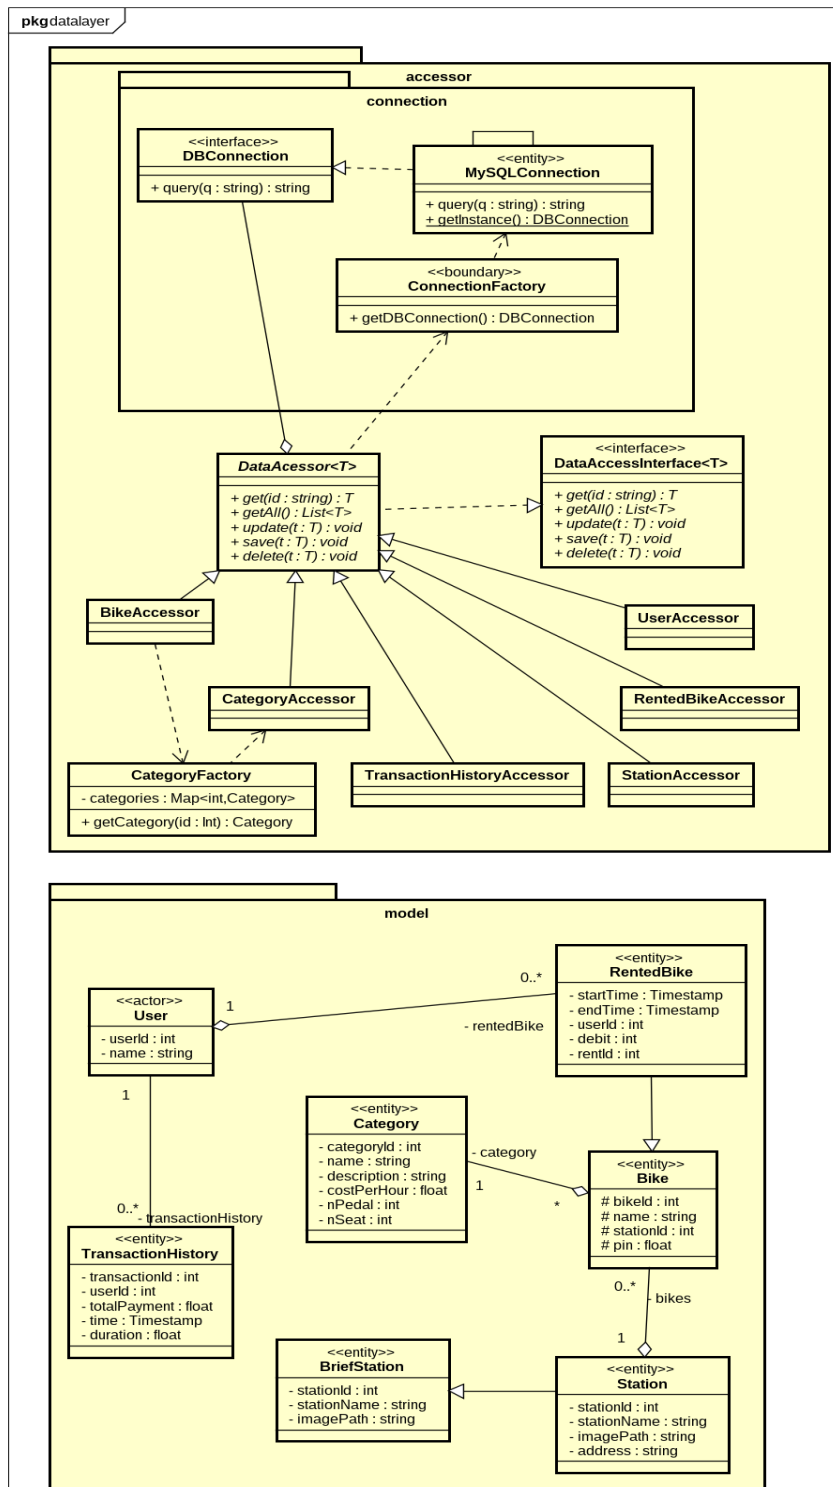 pkg datalayer
accessor
connection
<<interface>>
DBConnection
+ query(q : string) : string
<<entity>>
MySQLConnection
+ query(q : string) : string
+ getInstance() : DBConnection
<<boundary>>
ConnectionFactory
+ getDBConnection() : DBConnection
DataAcessor<T>
+ get(id : string) : T
+ getAll() : List<T>
+ update(t : T) : void
+ save(t : T) : void
+ delete(t : T) : void
<<interface>>
DataAccessInterface<T>
+ get(id : string) : T
+ getAll() : List<T>
+ update(t : T) : void
+ save(t : T) : void
+ delete(t : T) : void
BikeAccessor
UserAccessor
CategoryAccessor
RentedBikeAccessor
CategoryFactory
- categories : Map<int,Category>
+ getCategory(id : Int) : Category
TransactionHistoryAccessor
StationAccessor
model
<<actor>>
User
- userId : int
- name : string
1
0..*
- rentedBike
<<entity>>
RentedBike
- startTime : Timestamp
- endTime : Timestamp
- userId : int
- debit : int
- rentId : int
1
0..*
- transactionHistory
<<entity>>
Category
- categoryId : int
- name : string
- description : string
- costPerHour : float
- nPedal : int
- nSeat : int
- category
1
*
<<entity>>
Bike
# bikeId : int
# name : string
# stationId : int
# pin : float
<<entity>>
TransactionHistory
- transactionId : int
- userId : int
- totalPayment : float
- time : Timestamp
- duration : float
0..*
- bikes
1
<<entity>>
BriefStation
- stationId : int
- stationName : string
- imagePath : string
<<entity>>
Station
- stationId : int
- stationName : string
- imagePath : string
- address : string